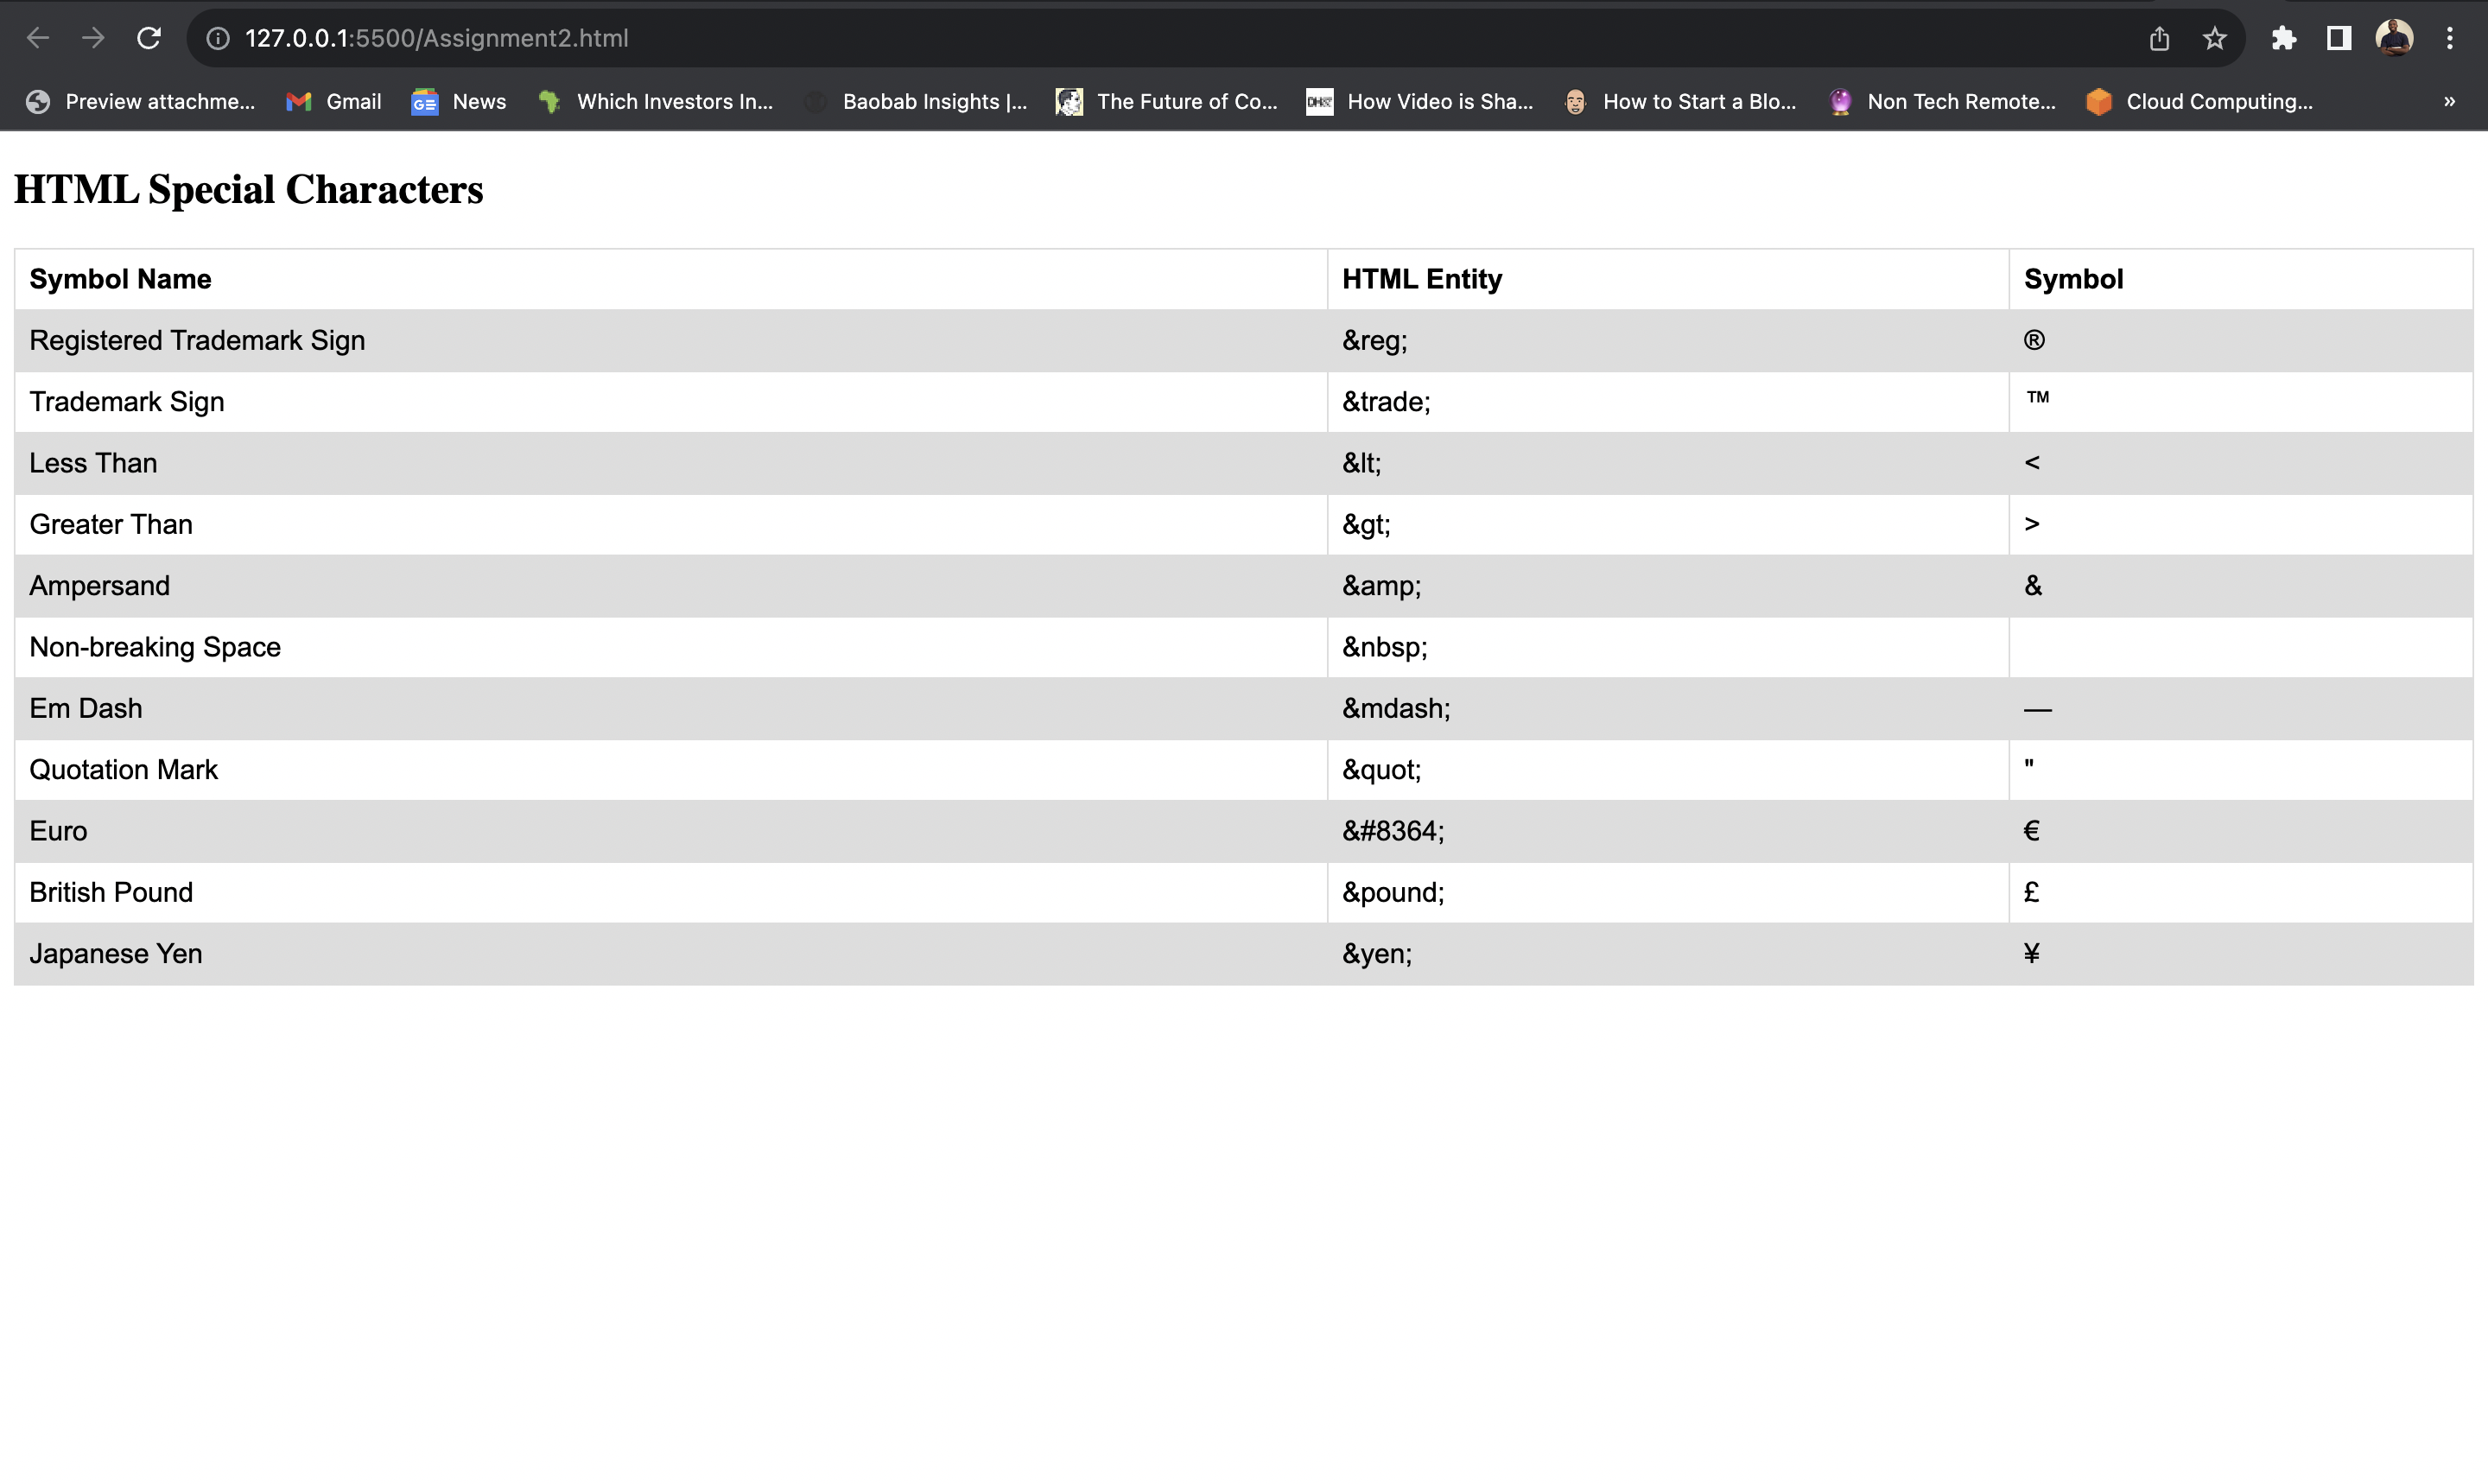 127.0.0.1:5500/Assignment2.html
Preview attachme... Gmail GE News Which Investors In... Baobab Insights |... The Future of Co... DH&C How Video is Sha... How to Start a Blo... Non Tech Remote... Cloud Computing... »
HTML Special Characters
Symbol Name HTML Entity Symbol
Registered Trademark Sign &reg; ®
Trademark Sign &trade; ™
Less Than &lt; <
Greater Than &gt; >
Ampersand &amp; &
Non-breaking Space &nbsp;
Em Dash &mdash; —
Quotation Mark &quot; "
Euro &#8364; €
British Pound &pound; £
Japanese Yen &yen; ¥